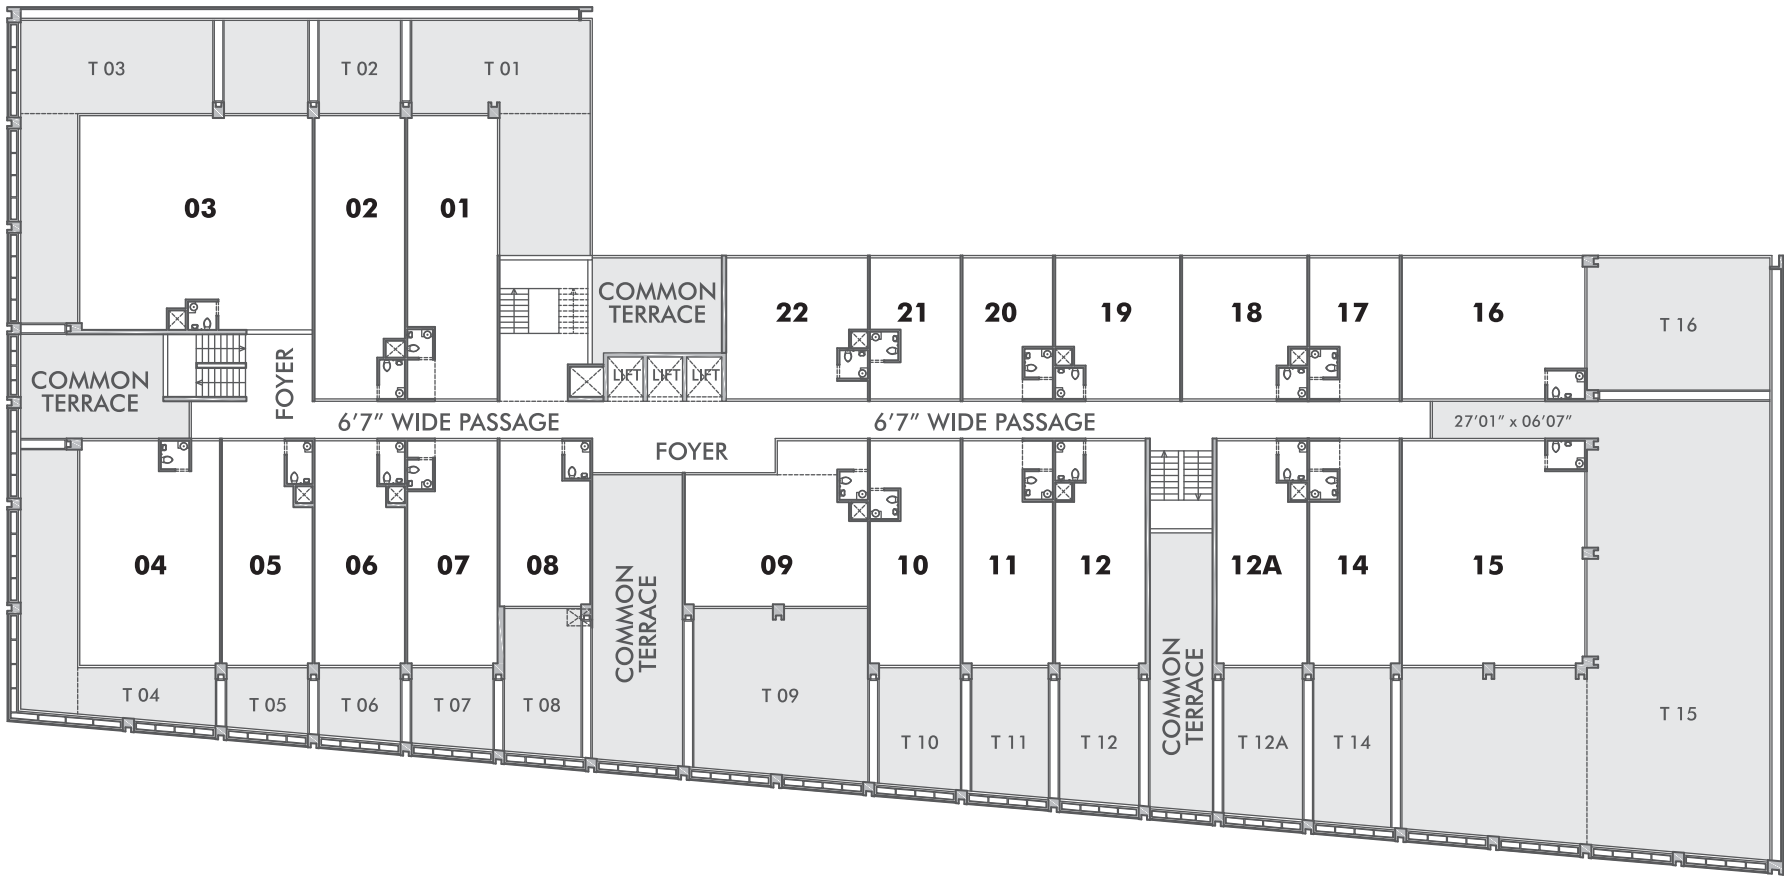 T 03
T 02
T 01
03
02
01
COMMON
TERRACE
22
21
20
19
18
17
16
T 16
COMMON
TERRACE
FOYER
LIFT
LIFT
LIFT
6'7" WIDE PASSAGE
6'7" WIDE PASSAGE
27'01" x 06'07"
FOYER
04
05
06
07
08
COMMON
TERRACE
09
10
11
12
12A
14
15
T 04
T 05
T 06
T 07
T 08
T 09
T 10
T 11
T 12
COMMON
TERRACE
T 12A
T 14
T 15